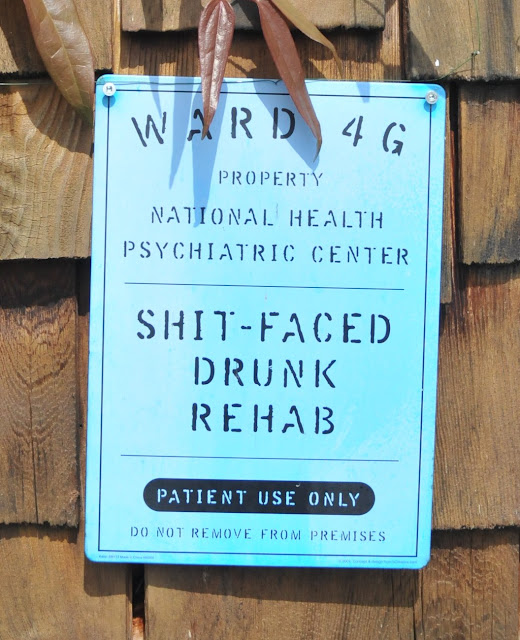 WARD 4G
PROPERTY
NATIONAL HEALTH
PSYCHIATRIC CENTER
SHIT-FACED
DRUNK
REHAB
PATIENT USE ONLY
DO NOT REMOVE FROM PREMISES